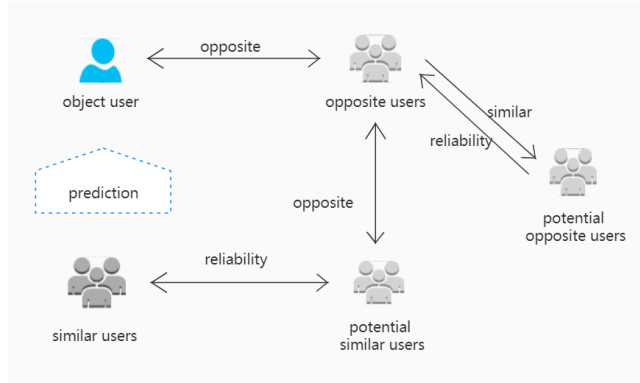 opposite
object user
opposite users
similar
reliability
prediction
opposite
potential
opposite users
reliability
similar users
potential
similar users